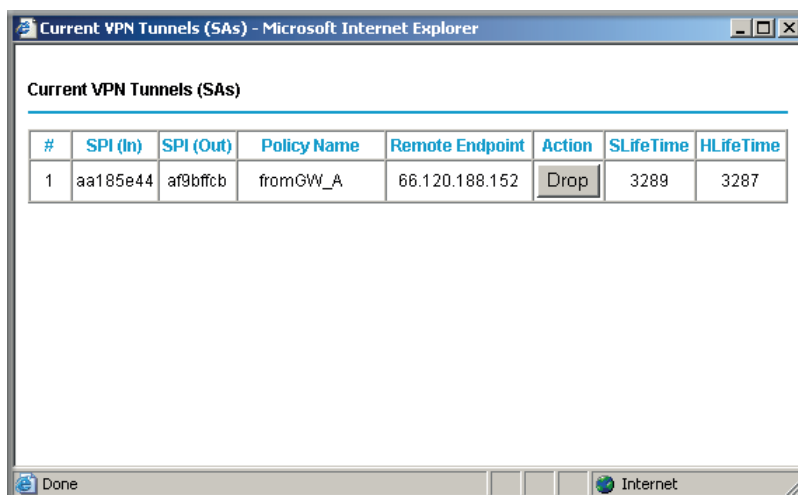 Current VPN Tunnels (SAs) - Microsoft Internet Explorer
Current VPN Tunnels (SAs)
# SPI (In) SPI (Out) Policy Name Remote Endpoint Action SLifeTime HLifeTime
1 aa185e44 af9bffcb fromGW_A 66.120.188.152 Drop 3289 3287
Done Internet